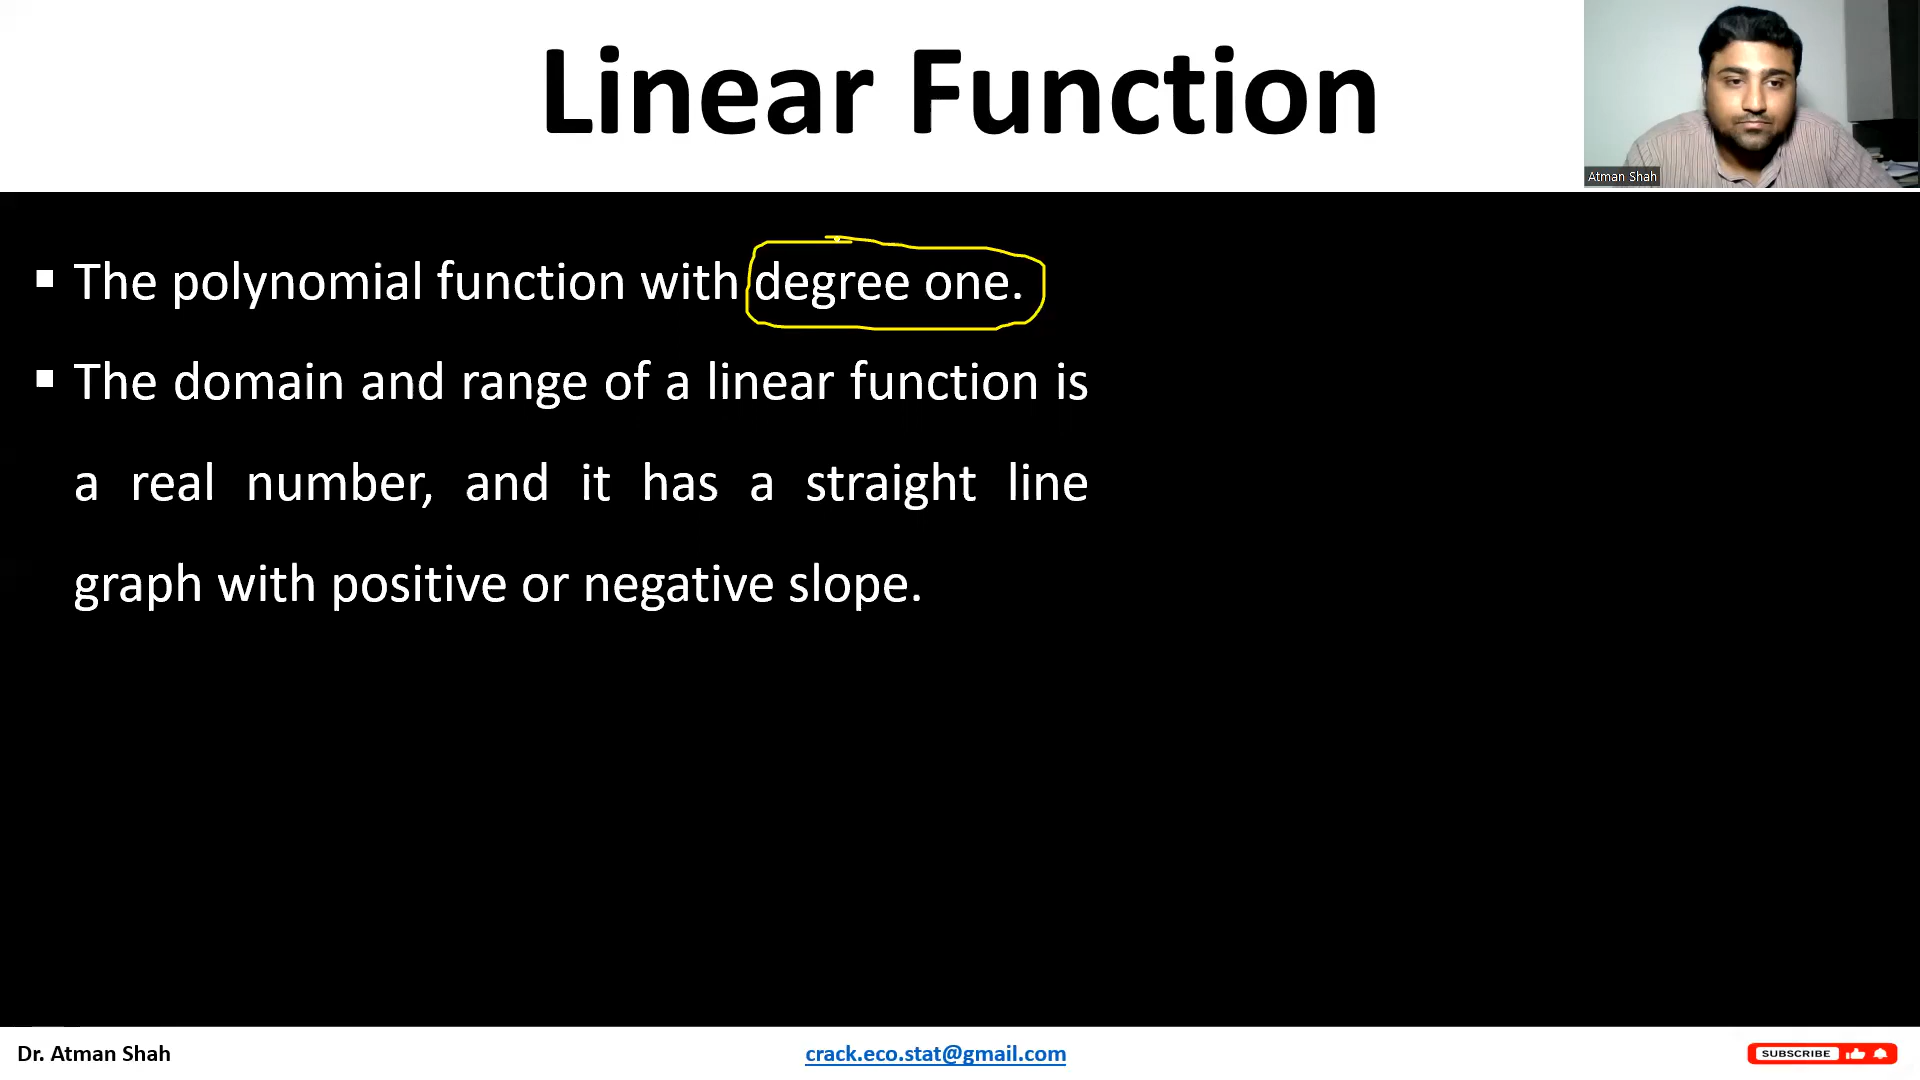 Linear Function
Atman Shah
▪ The polynomial function with degree one.
▪ The domain and range of a linear function is
a real number, and it has a straight line
graph with positive or negative slope.
Dr. Atman Shah
crack.eco.stat@gmail.com
SUBSCRIBE